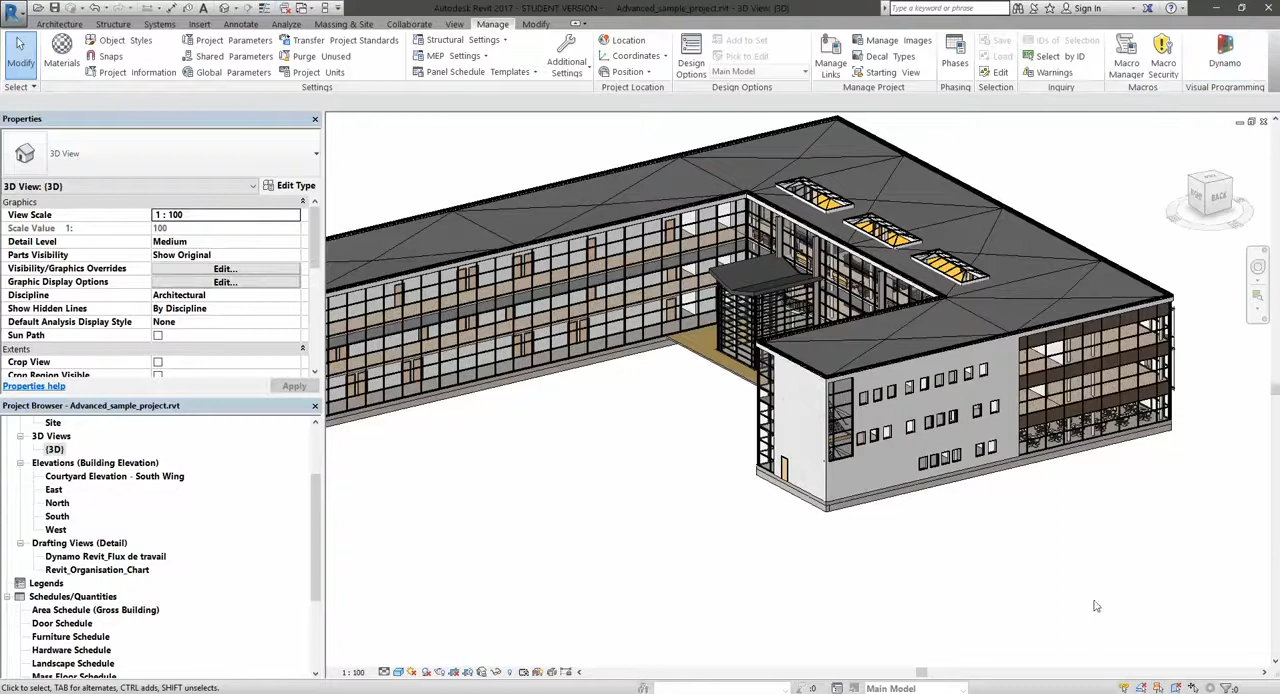 Autodesk Revit 2017 - STUDENT VERSION - Advanced_sample_project.rvt - 3D View: {3D}
Type a keyword or phrase
Sign In
Architecture Structure Systems Insert Annotate Analyze Massing & Site Collaborate View Manage Modify
Modify
Select
Materials
Object Styles
Snaps
Project Information
Project Parameters
Shared Parameters
Global Parameters
Transfer Project Standards
Purge Unused
Project Units
Structural Settings
MEP Settings
Panel Schedule Templates
Additional Settings
Settings
Location
Coordinates
Position
Project Location
Design Options
Add to Set
Pick to Edit
Main Model
Design Options
Manage Links
Manage Images
Decal Types
Starting View
Manage Project
Phases
Phasing
Save
Load
Edit
Selection
IDs of Selection
Select by ID
Warnings
Inquiry
Macro Manager
Macro Security
Macros
Dynamo
Visual Programming
Properties
3D View
3D View: {3D}
Edit Type
Graphics
View Scale 1 : 100
Scale Value 1: 100
Detail Level Medium
Parts Visibility Show Original
Visibility/Graphics Overrides Edit...
Graphic Display Options Edit...
Discipline Architectural
Show Hidden Lines By Discipline
Default Analysis Display Style None
Sun Path
Extents
Crop View
Crop Region Visible
Properties help
Apply
Project Browser - Advanced_sample_project.rvt
Site
3D Views
{3D}
Elevations (Building Elevation)
Courtyard Elevation - South Wing
East
North
South
West
Drafting Views (Detail)
Dynamo Revit_Flux de travail
Revit_Organisation_Chart
Legends
Schedules/Quantities
Area Schedule (Gross Building)
Door Schedule
Furniture Schedule
Hardware Schedule
Landscape Schedule
Mass Floor Schedule
BACK
1 : 100
Click to select, TAB for alternates, CTRL adds, SHIFT unselects.
:0
Main Model
:0